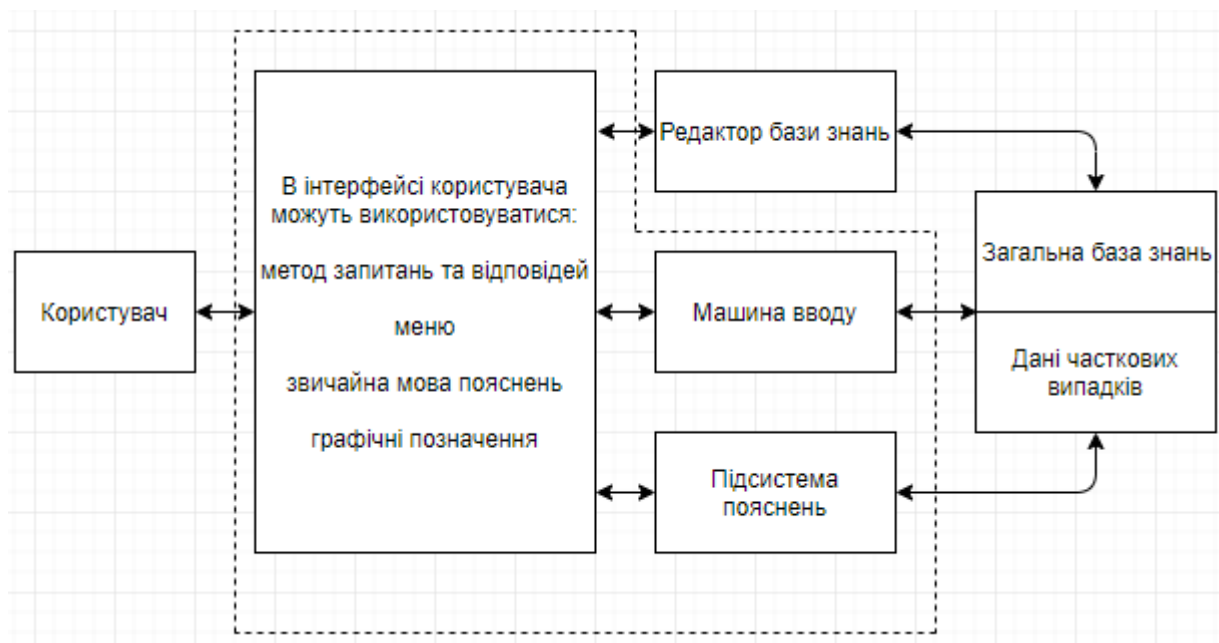 Користувач
В інтерфейсі користувача
можуть використовуватися:
метод запитань та відповідей
меню
звичайна мова пояснень
графічні позначення
Редактор бази знань
Машина вводу
Підсистема
пояснень
Загальна база знань
Дані часткових
випадків